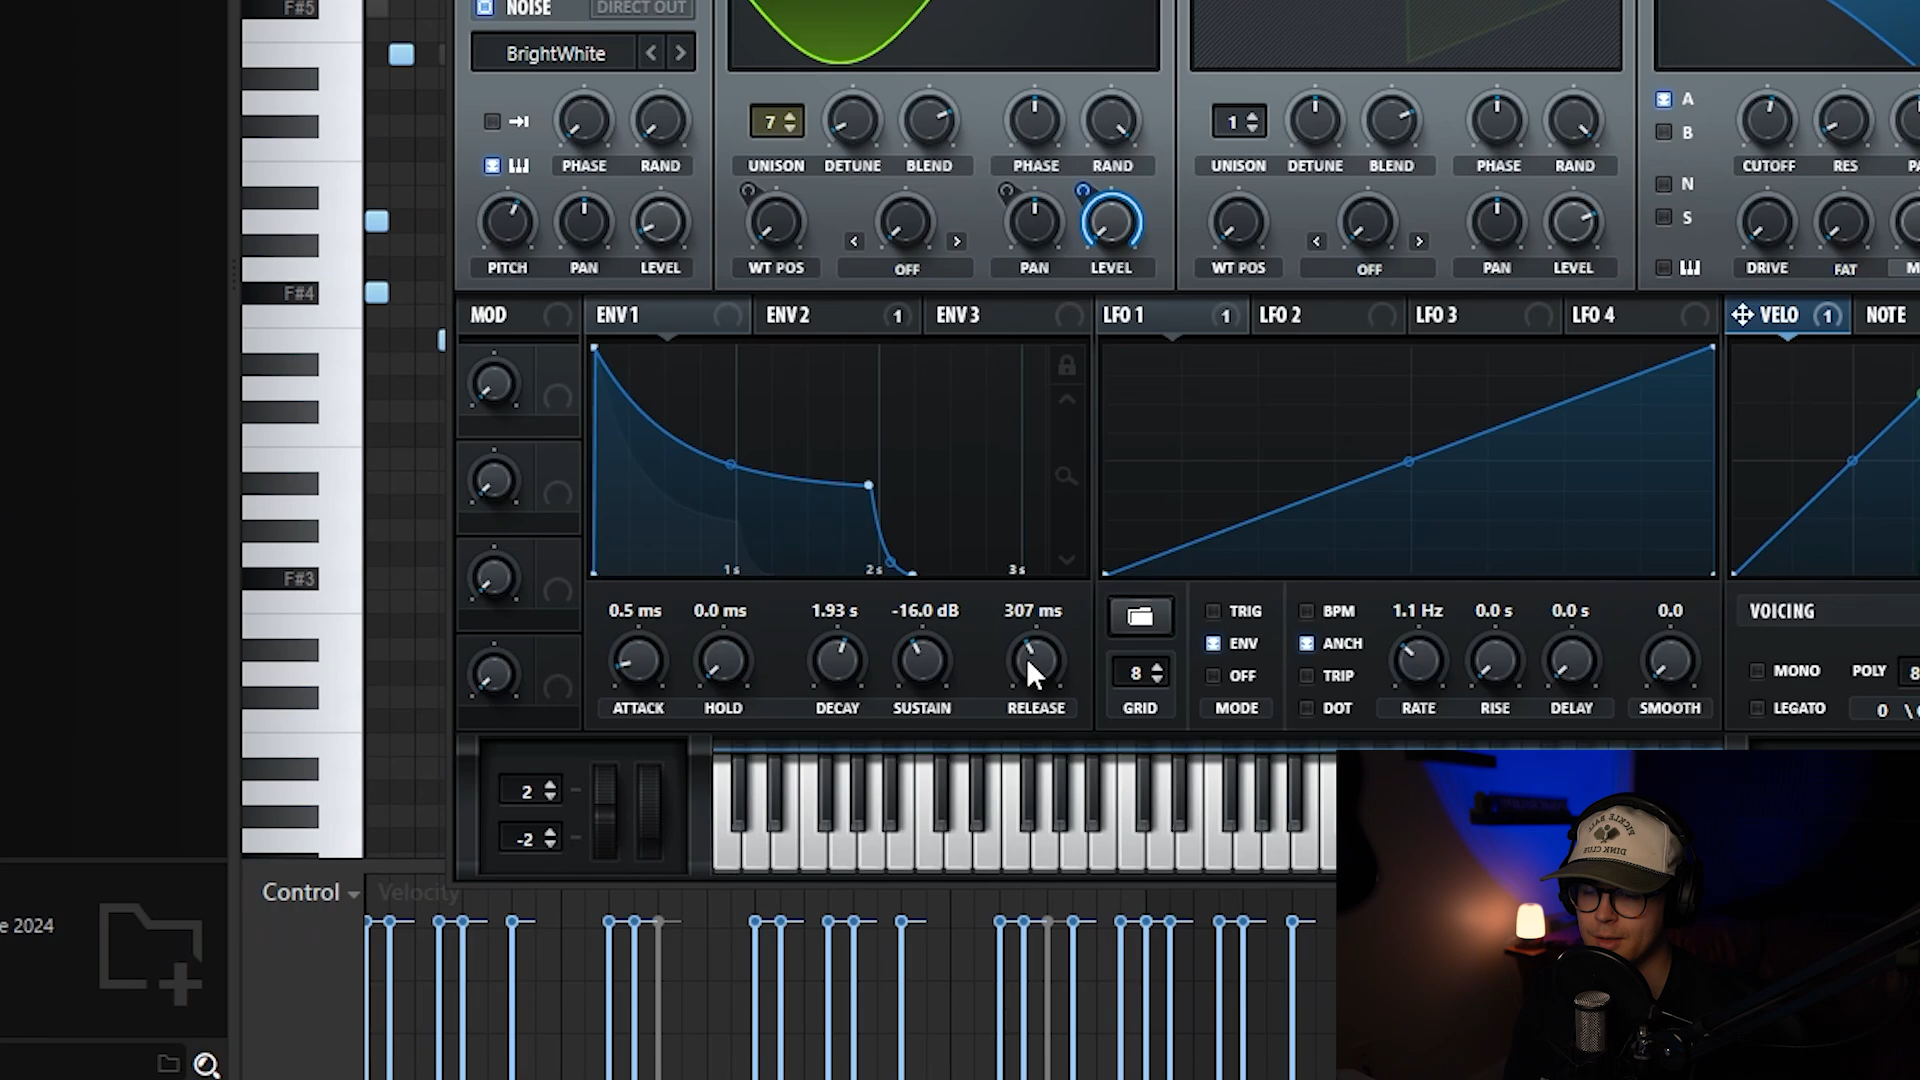 F#5
NOISE
DIRECT OUT
BrightWhite
PHASE RAND
7
UNISON DETUNE BLEND
PHASE RAND
1
UNISON DETUNE BLEND
PHASE RAND
A
B
N
S
CUTOFF RES
PITCH PAN LEVEL
WT POS OFF PAN LEVEL
WT POS OFF PAN LEVEL
DRIVE FAT
F#4
MOD
ENV 1
ENV 2 1
ENV 3
LFO 1 1
LFO 2
LFO 3
LFO 4
VELO 1
NOTE
1 s 2 s 3 s
F#3
0.5 ms 0.0 ms 1.93 s -16.0 dB 307 ms
ATTACK HOLD DECAY SUSTAIN RELEASE
8
GRID
TRIG
ENV
OFF
MODE
BPM
ANCH
TRIP
DOT
1.1 Hz 0.0 s 0.0 s 0.0
RATE RISE DELAY SMOOTH
VOICING
MONO POLY 8
LEGATO 0
2
-2
Control
Velocity
e 2024
PICKLE BALL
DINK CLUB